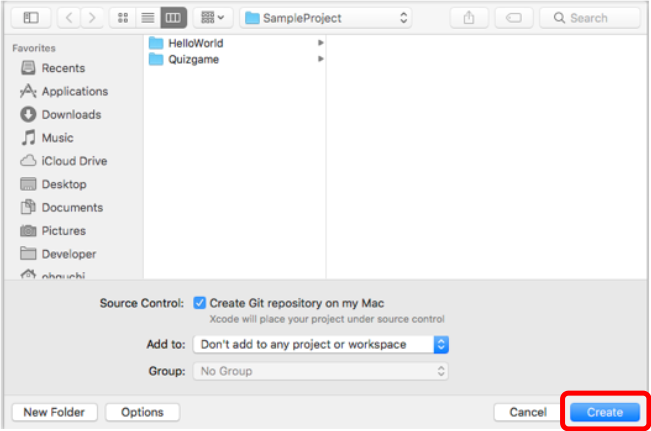 SampleProject
Search
Favorites
Recents
Applications
Downloads
Music
iCloud Drive
Desktop
Documents
Pictures
Developer
HelloWorld
Quizgame
Source Control: Create Git repository on my Mac
Xcode will place your project under source control
Add to: Don't add to any project or workspace
Group: No Group
New Folder Options Cancel Create